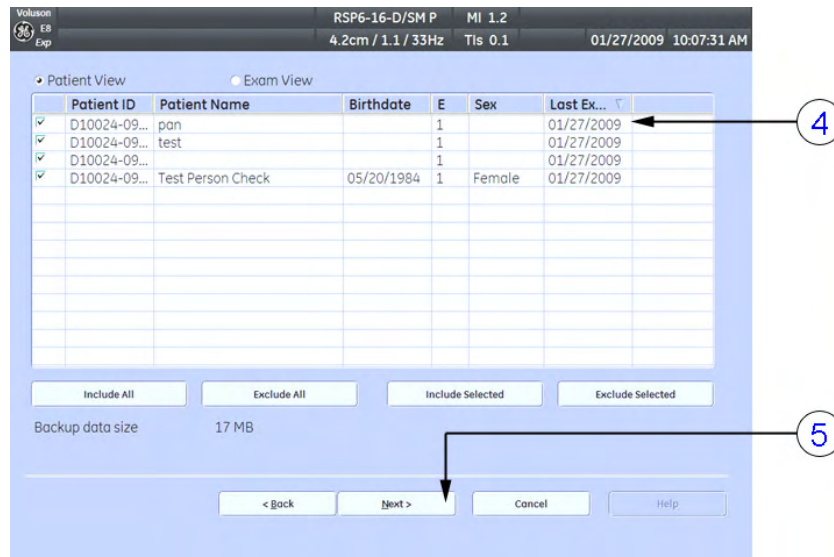 Voluson RSP6-16-D/SM P MI 1.2
E8
Exp 4.2cm / 1.1 / 33Hz TIs 0.1 01/27/2009 10:07:31 AM
Patient View Exam View
Patient ID Patient Name Birthdate E Sex Last Ex...
D10024-09... pan 1 01/27/2009
D10024-09... test 1 01/27/2009
D10024-09... 1 01/27/2009
D10024-09... Test Person Check 05/20/1984 1 Female 01/27/2009
Include All Exclude All Include Selected Exclude Selected
Backup data size 17 MB
< Back Next > Cancel Help
4
5